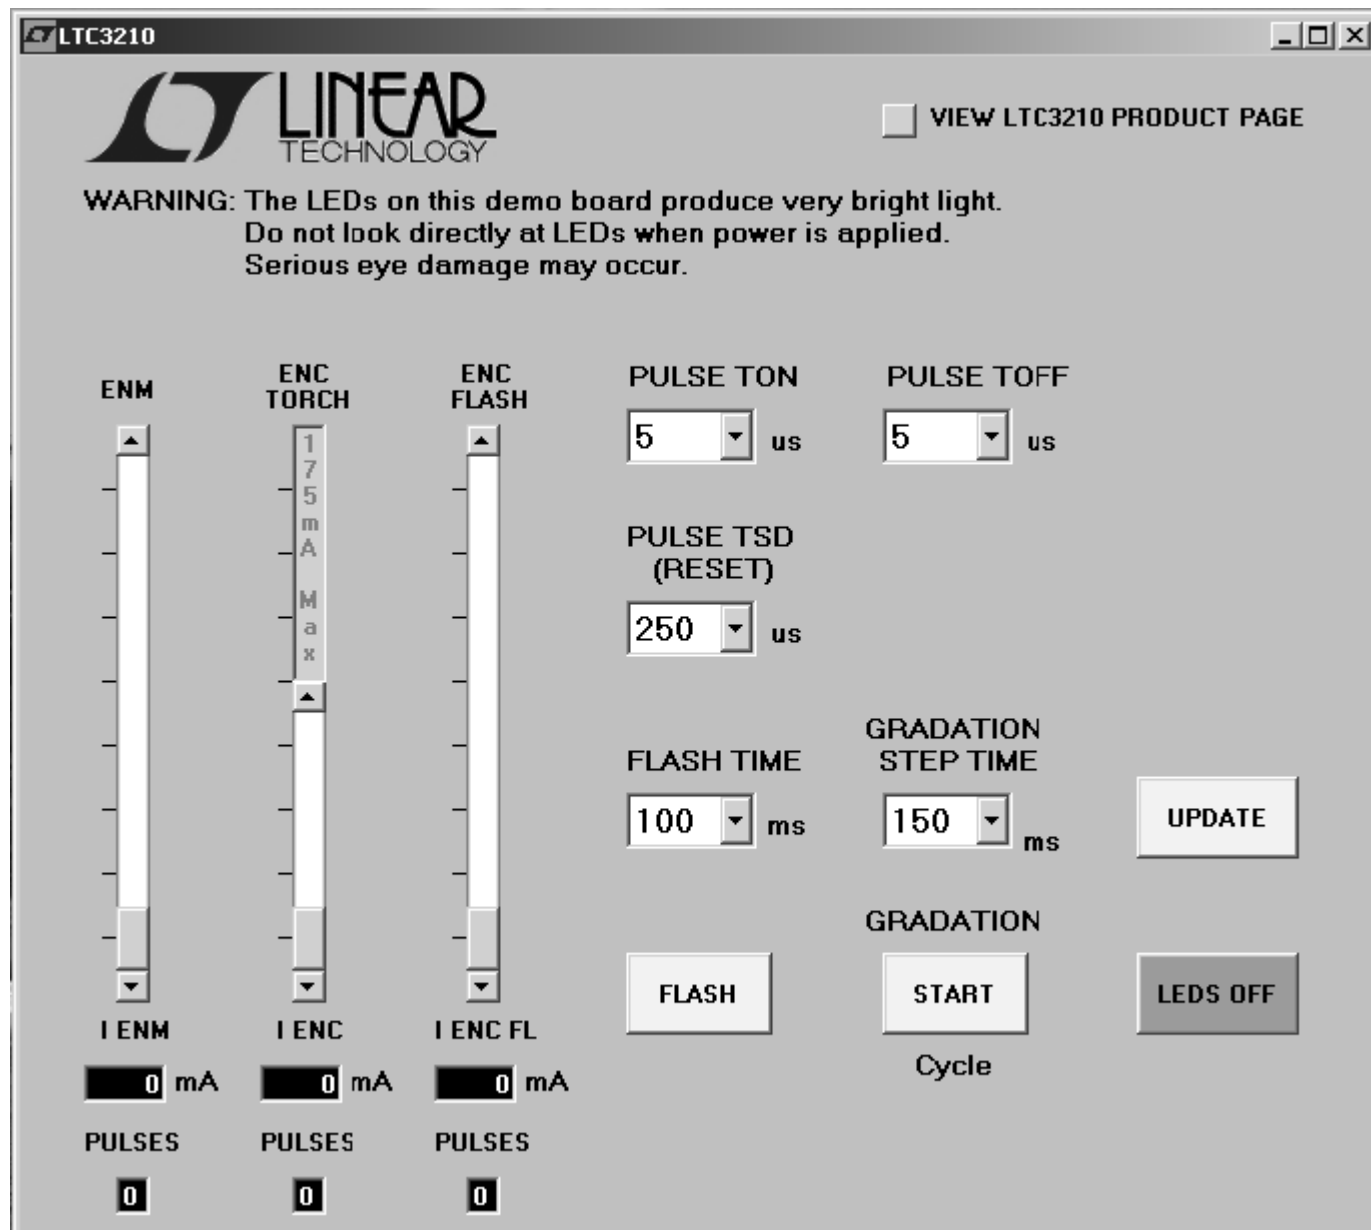 LTC3210
LINEAR
TECHNOLOGY
VIEW LTC3210 PRODUCT PAGE
WARNING: The LEDs on this demo board produce very bright light.
Do not look directly at LEDs when power is applied.
Serious eye damage may occur.
ENM
ENC
TORCH
ENC
FLASH
175mA Max
PULSE TON
5 us
PULSE TOFF
5 us
PULSE TSD
(RESET)
250 us
FLASH TIME
100 ms
GRADATION
STEP TIME
150 ms
UPDATE
GRADATION
FLASH
START
LEDS OFF
Cycle
I ENM
I ENC
I ENC FL
0 mA
0 mA
0 mA
PULSES
PULSES
PULSES
0
0
0